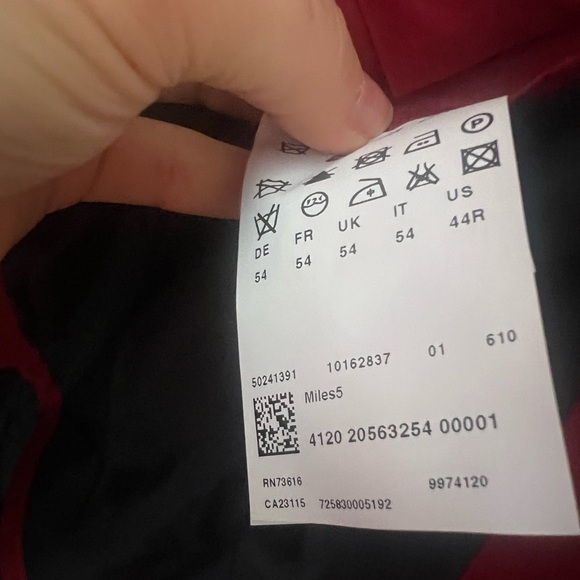 P
DE FR UK IT US
54 54 54 54 44R
50241391 10162837 01 610
Miles5
4120 20563254 00001
RN73616 9974120
CA23115 725830005192